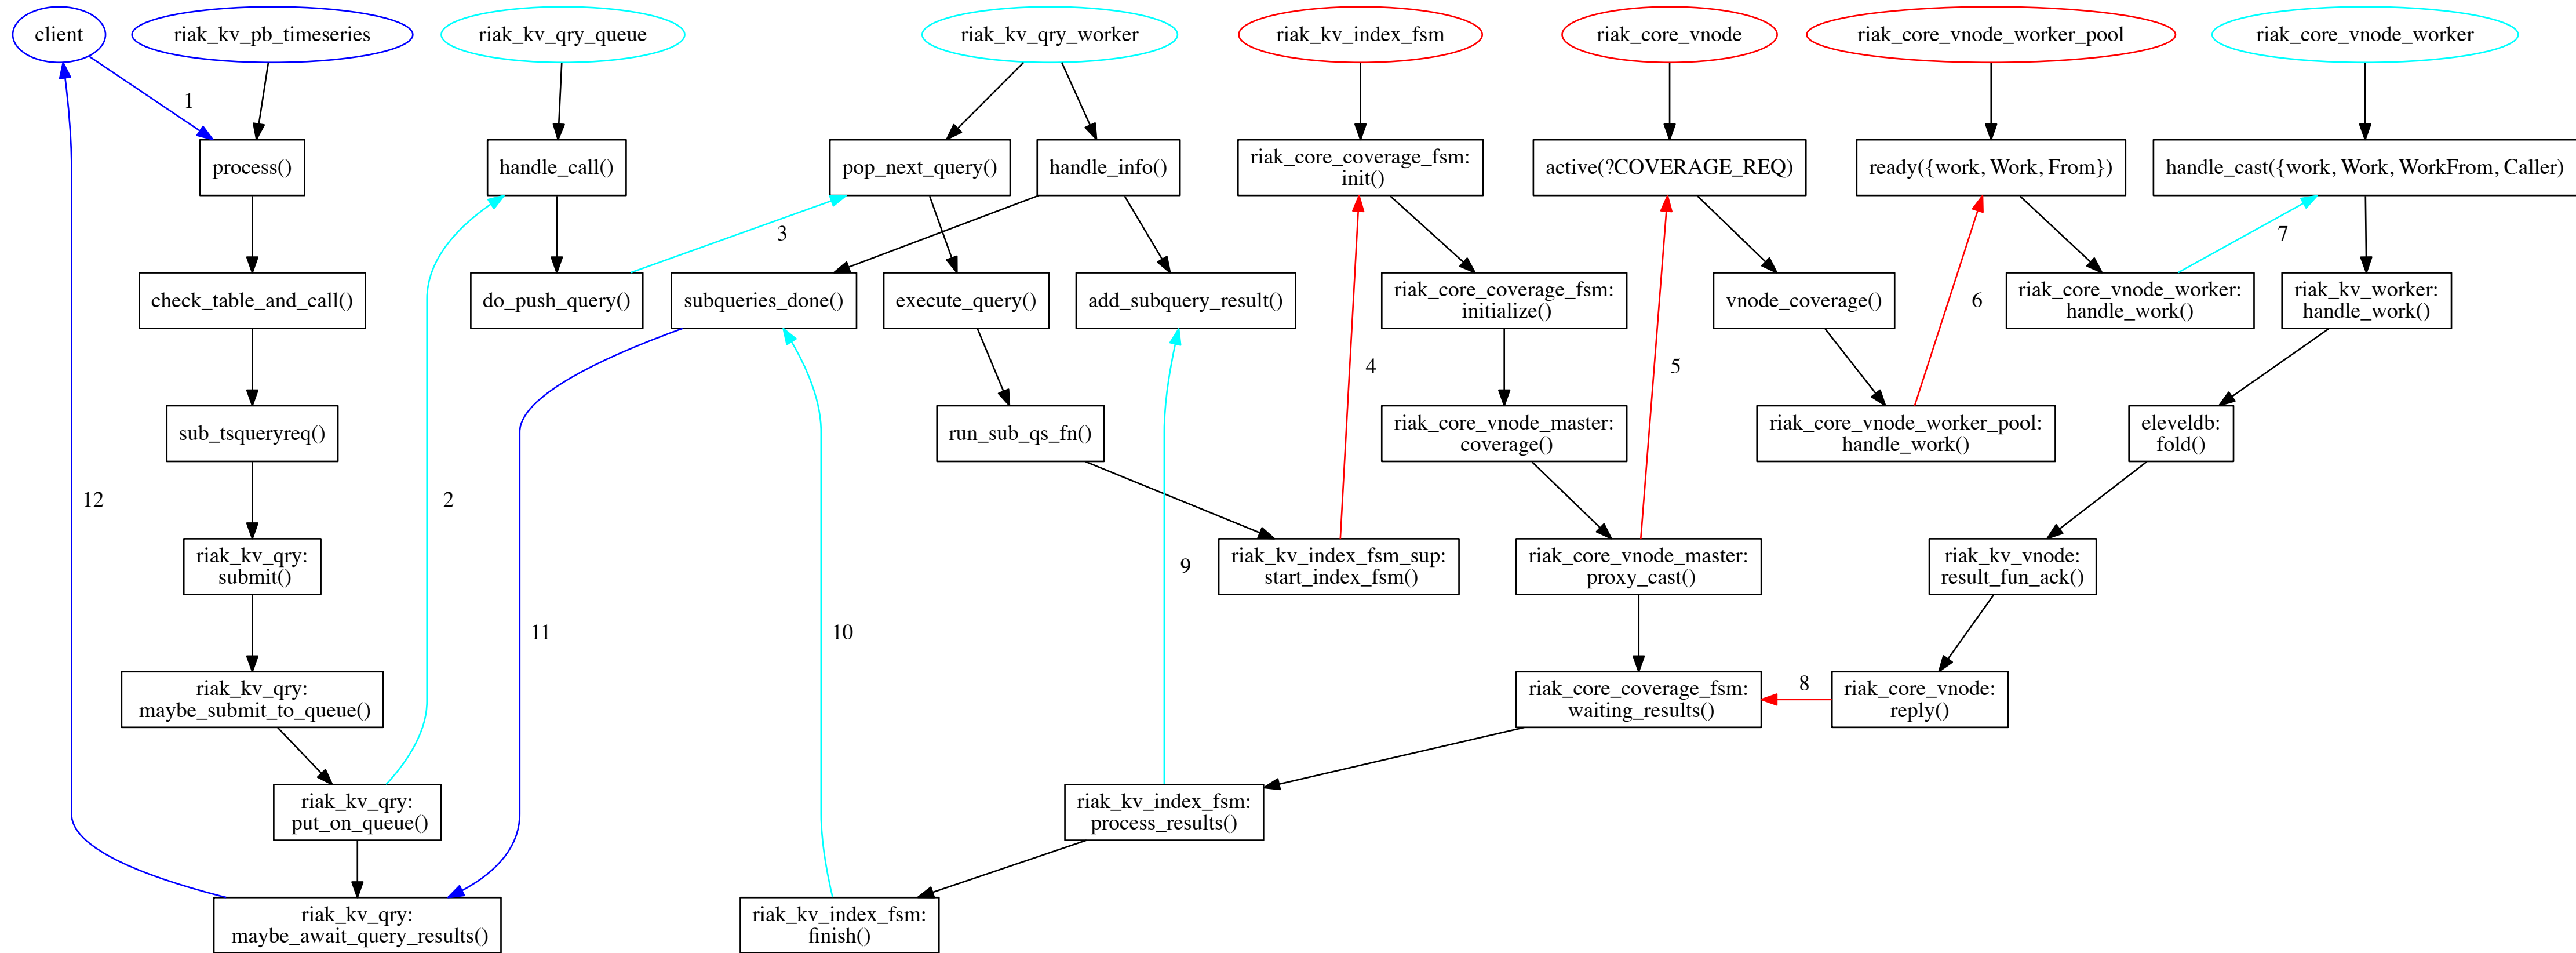 client
riak_kv_pb_timeseries
riak_kv_qry_queue
riak_kv_qry_worker
riak_kv_index_fsm
riak_core_vnode
riak_core_vnode_worker_pool
riak_core_vnode_worker
1
process()
handle_call()
pop_next_query()
handle_info()
riak_core_coverage_fsm:
init()
active(?COVERAGE_REQ)
ready({work, Work, From})
handle_cast({work, Work, WorkFrom, Caller)
3
7
check_table_and_call()
do_push_query()
subqueries_done()
execute_query()
add_subquery_result()
riak_core_coverage_fsm:
initialize()
vnode_coverage()
6
riak_core_vnode_worker:
handle_work()
riak_kv_worker:
handle_work()
4
5
sub_tsqueryreq()
run_sub_qs_fn()
riak_core_vnode_master:
coverage()
riak_core_vnode_worker_pool:
handle_work()
eleveldb:
fold()
12
2
riak_kv_qry:
submit()
9
riak_kv_index_fsm_sup:
start_index_fsm()
riak_core_vnode_master:
proxy_cast()
riak_kv_vnode:
result_fun_ack()
11
10
riak_kv_qry:
maybe_submit_to_queue()
riak_core_coverage_fsm:
waiting_results()
8
riak_core_vnode:
reply()
riak_kv_qry:
put_on_queue()
riak_kv_index_fsm:
process_results()
riak_kv_qry:
maybe_await_query_results()
riak_kv_index_fsm:
finish()